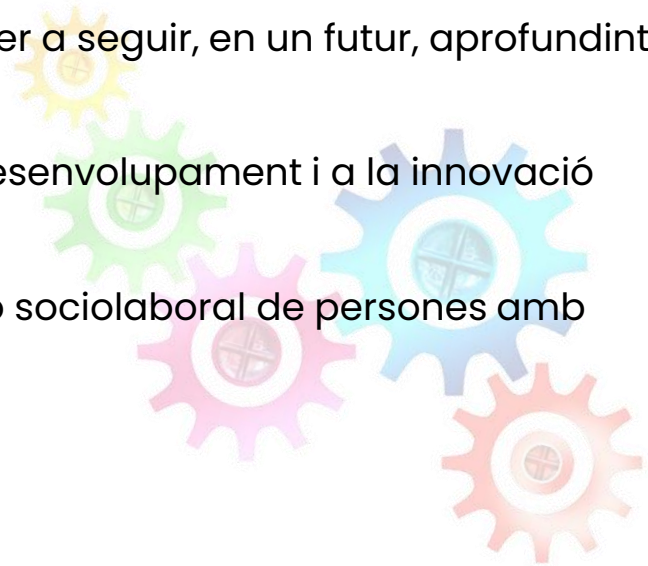 er a seguir, en un futur, aprofundint
esenvolupament i a la innovació
sociolaboral de persones amb